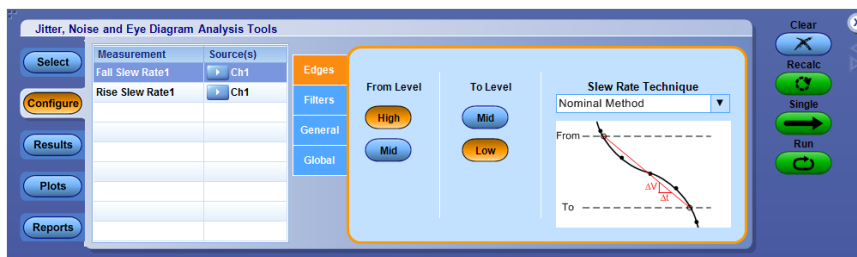 Jitter, Noise and Eye Diagram Analysis Tools
Clear
Recalc
Single
Run
Select
Configure
Results
Plots
Reports
Measurement Source(s)
Fall Slew Rate1 Ch1
Rise Slew Rate1 Ch1
Edges
Filters
General
Global
From Level
High
Mid
To Level
Mid
Low
Slew Rate Technique
Nominal Method
From
ΔV
Δt
To